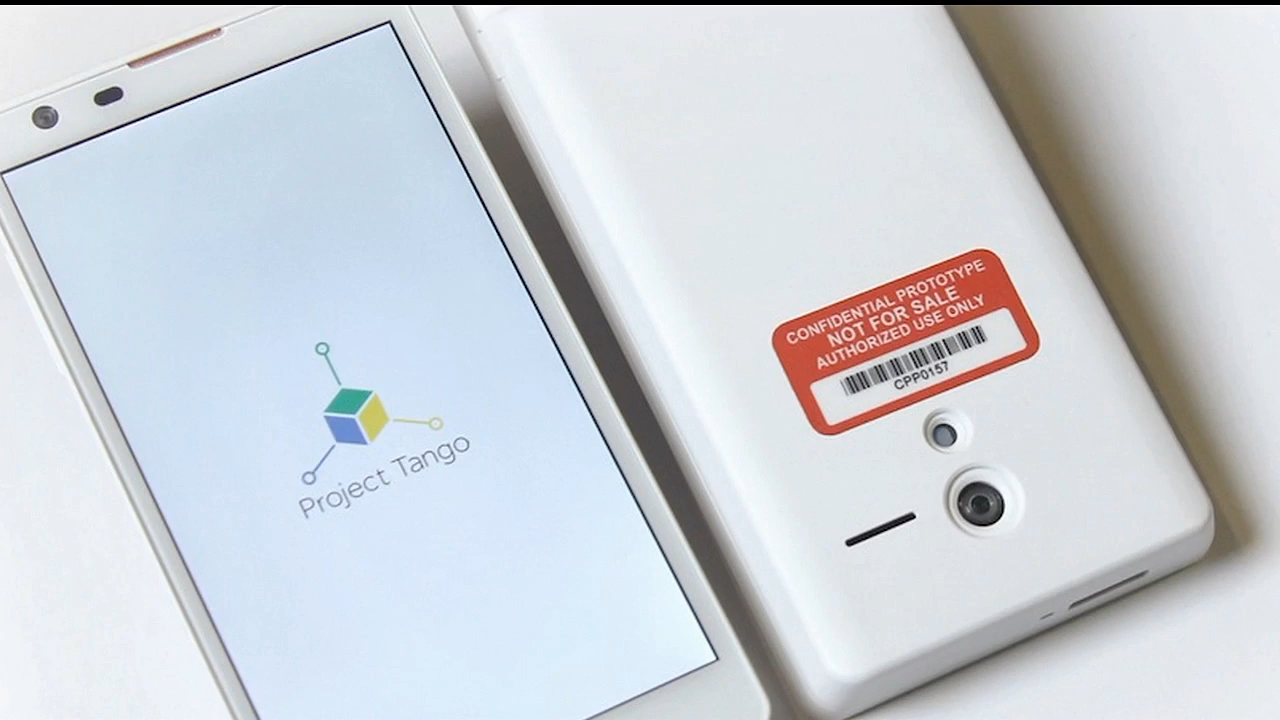 Project Tango
CONFIDENTIAL PROTOTYPE
NOT FOR SALE
AUTHORIZED USE ONLY
CPP0157